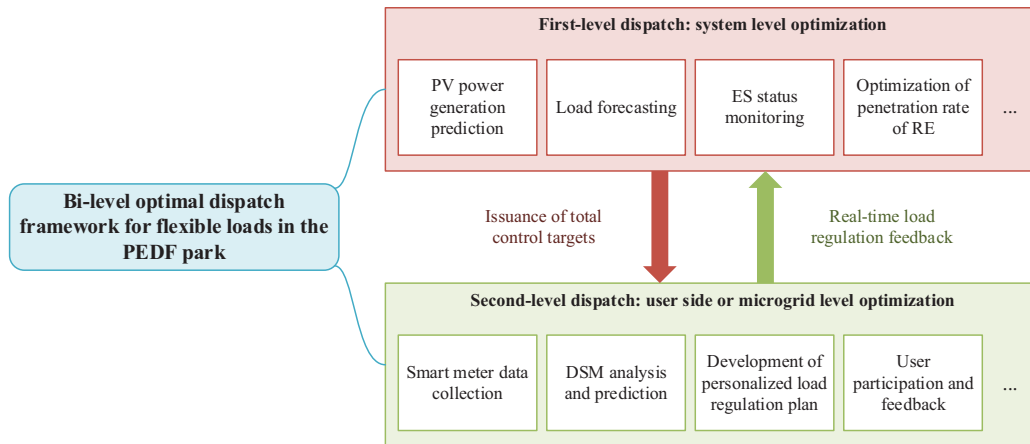 First-level dispatch: system level optimization
PV power
generation
prediction
Load forecasting
ES status
monitoring
Optimization of
penetration rate
of RE
...
Bi-level optimal dispatch
framework for flexible loads in the
PEDF park
Issuance of total
control targets
Real-time load
regulation feedback
Second-level dispatch: user side or microgrid level optimization
Smart meter data
collection
DSM analysis
and prediction
Development of
personalized load
regulation plan
User
participation and
feedback
...